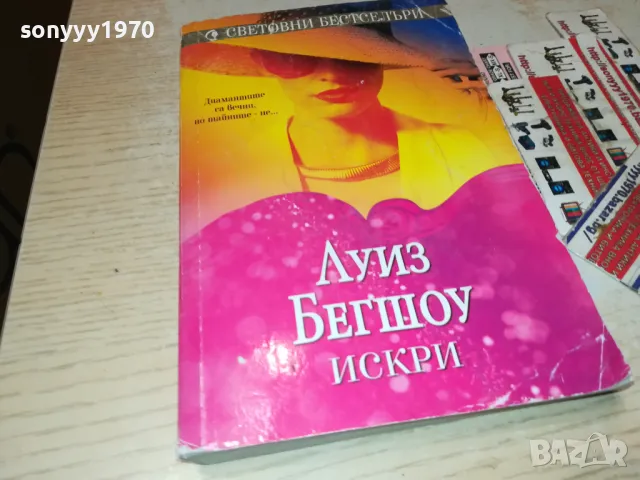 sonyyy1970
СВЕТОВНИ БЕСТСЕЛЪРИ
Диамантите
са вечни,
но тайните – не...
ЛУИЗ
БЕГШОУ
ИСКРИ
BAZAR